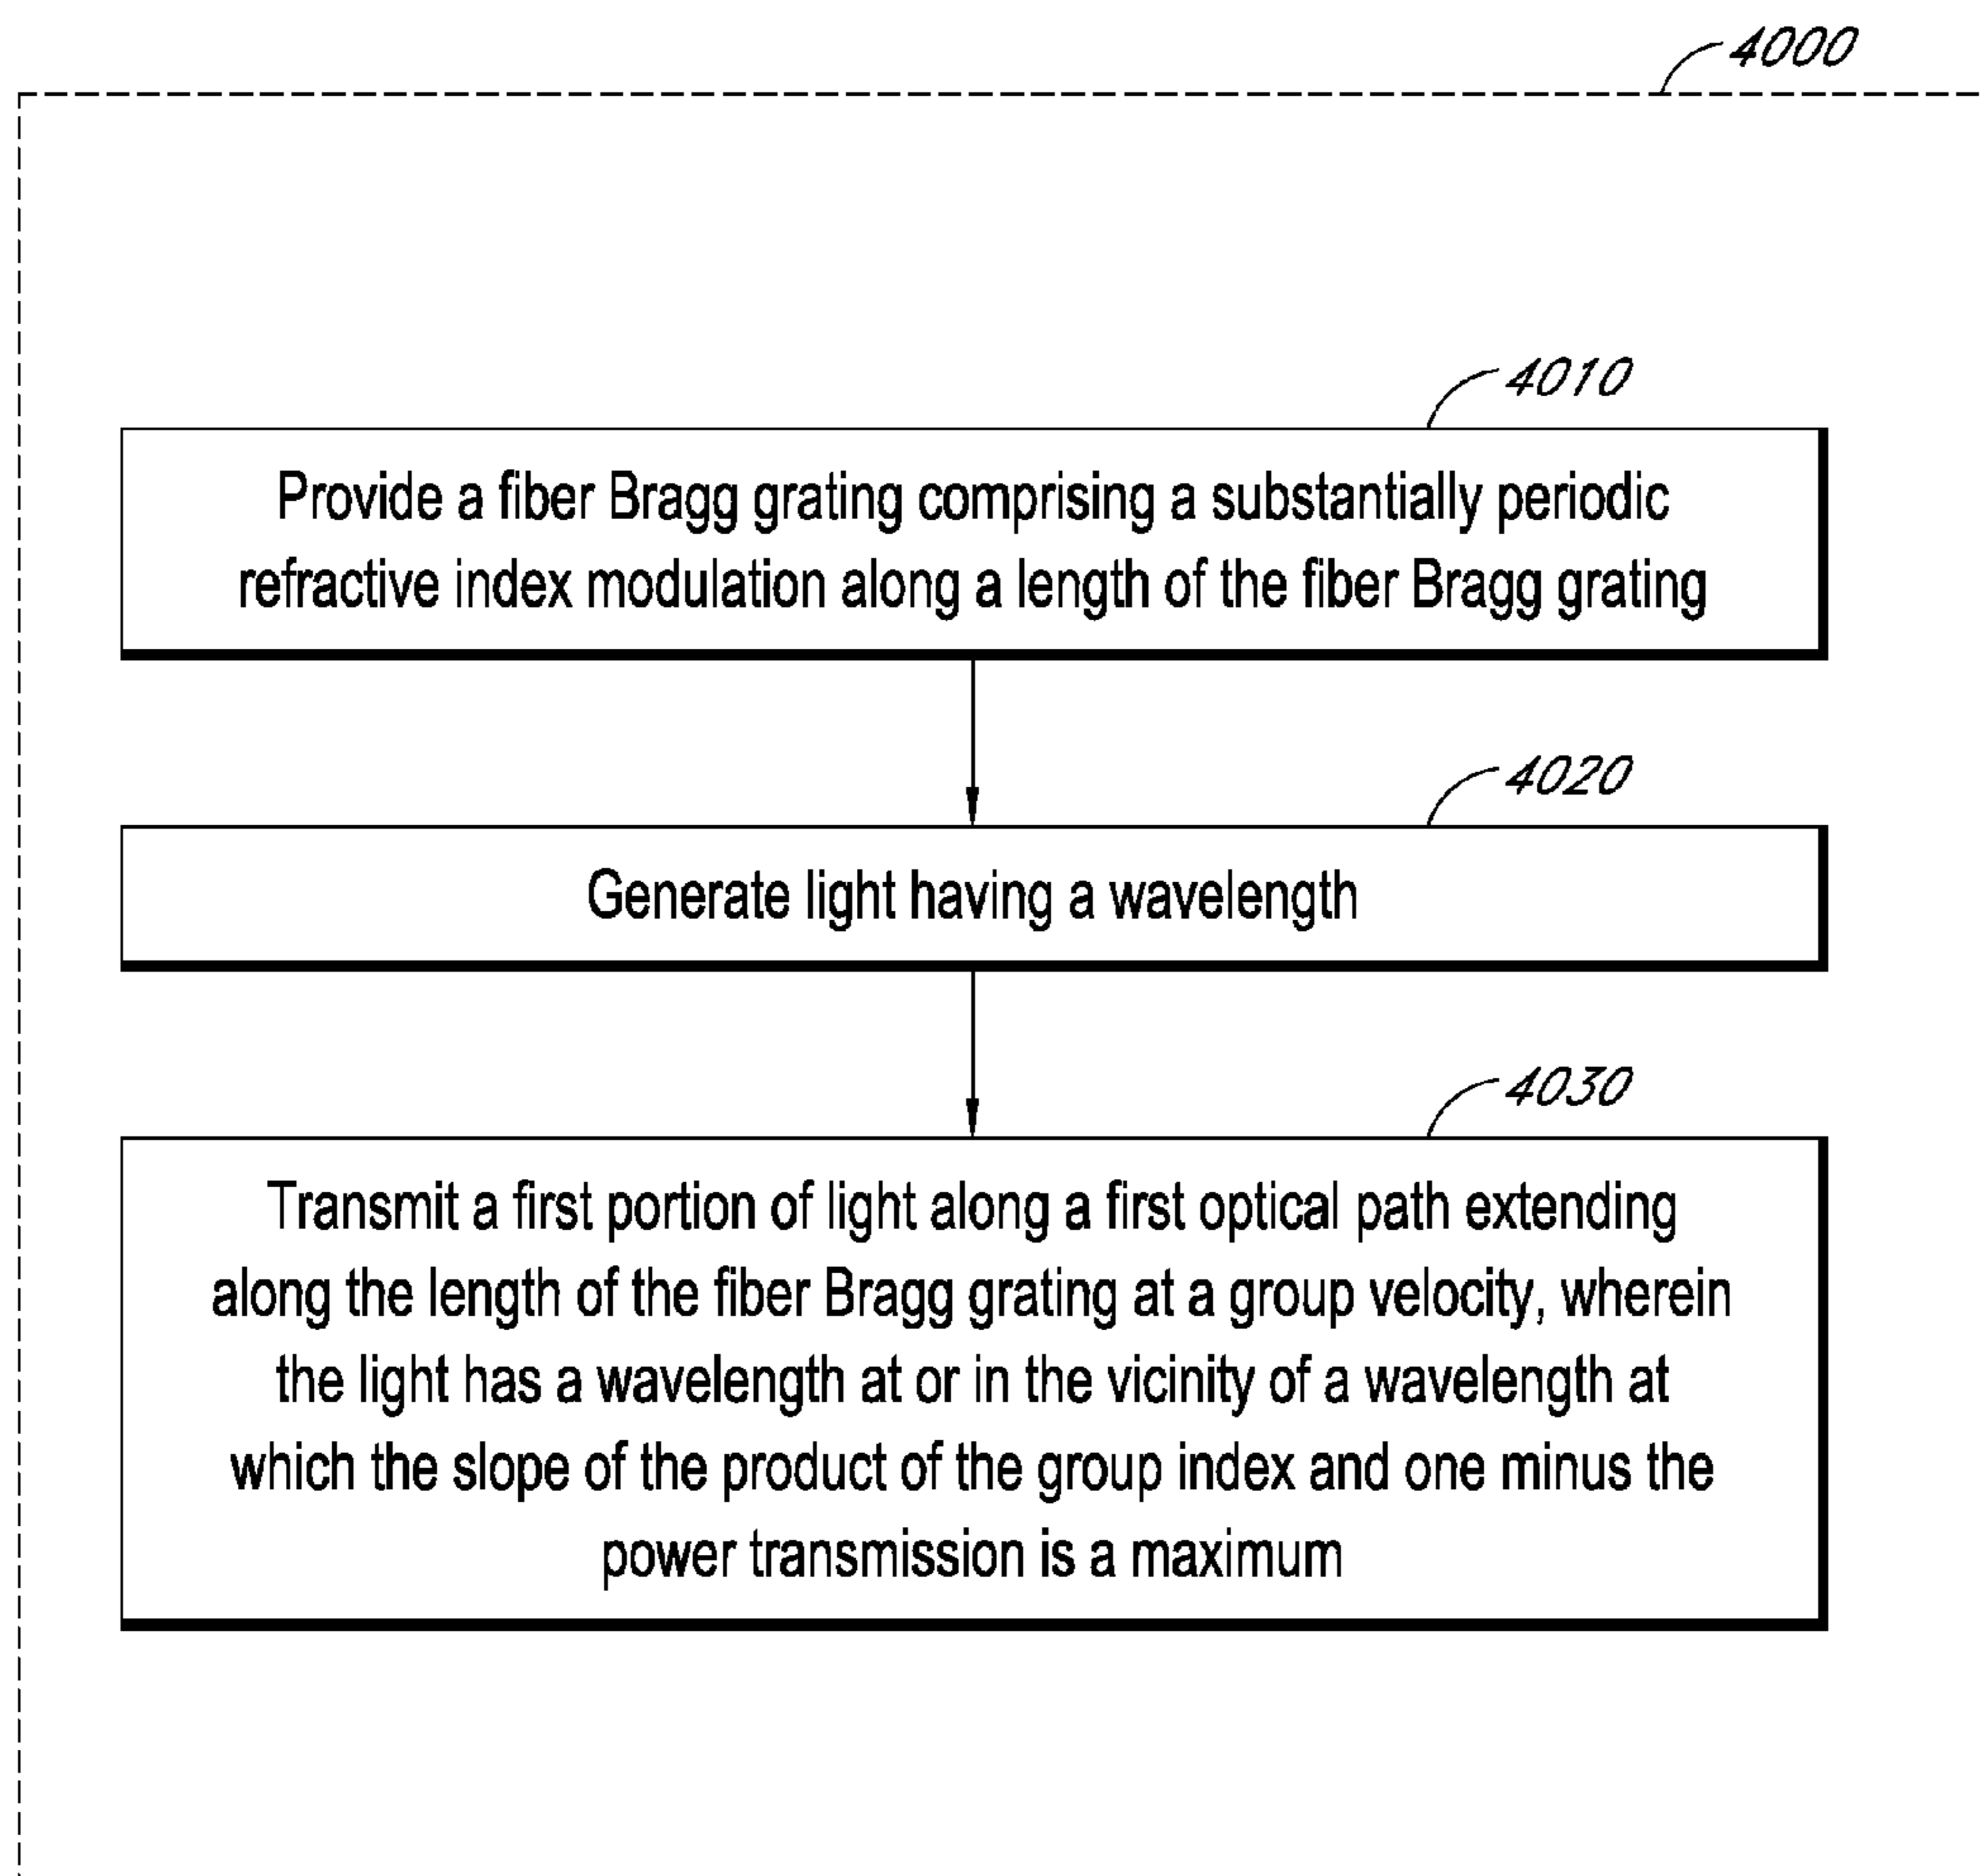 4000
4010
Provide a fiber Bragg grating comprising a substantially periodic
refractive index modulation along a length of the fiber Bragg grating
4020
Generate light having a wavelength
4030
Transmit a first portion of light along a first optical path extending
along the length of the fiber Bragg grating at a group velocity, wherein
the light has a wavelength at or in the vicinity of a wavelength at
which the slope of the product of the group index and one minus the
power transmission is a maximum